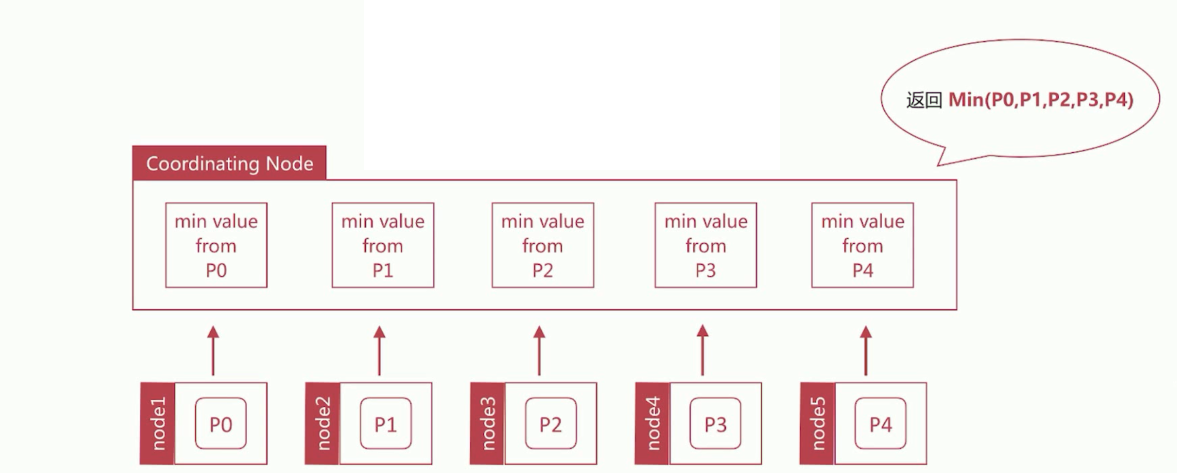 返回 Min(P0,P1,P2,P3,P4)
Coordinating Node
min value
from
P0
min value
from
P1
min value
from
P2
min value
from
P3
min value
from
P4
node1
P0
node2
P1
node3
P2
node4
P3
node5
P4